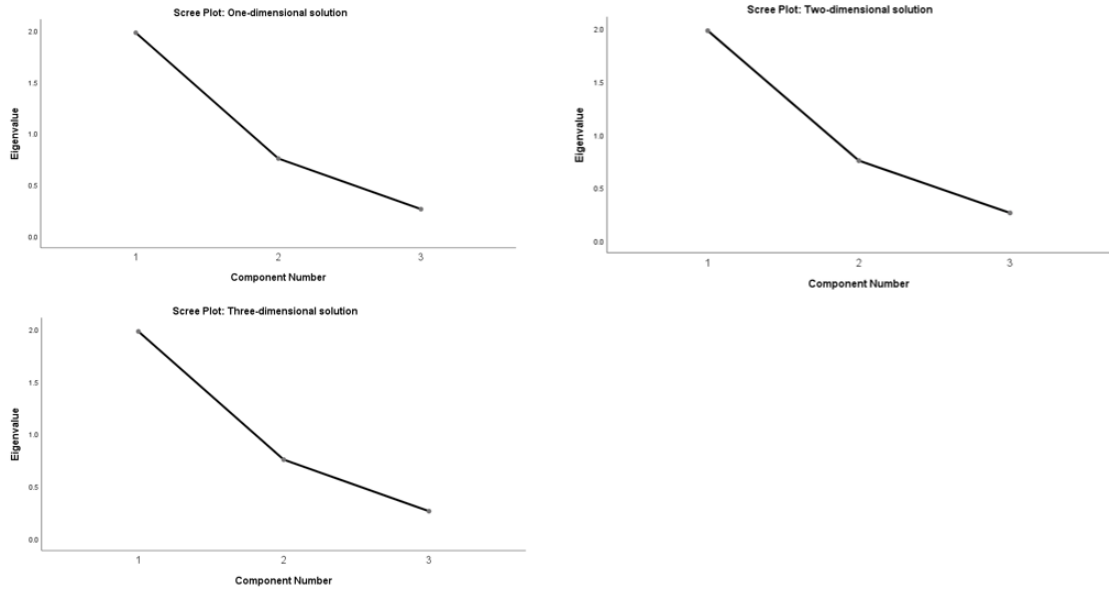 Scree Plot: One-dimensional solution
2.0
1.5
1.0
0.5
0.0
Eigenvalue
1 2 3
Component Number
Scree Plot: Two-dimensional solution
2.0
1.5
1.0
0.5
0.0
Eigenvalue
1 2 3
Component Number
Scree Plot: Three-dimensional solution
2.0
1.5
1.0
0.5
0.0
Eigenvalue
1 2 3
Component Number